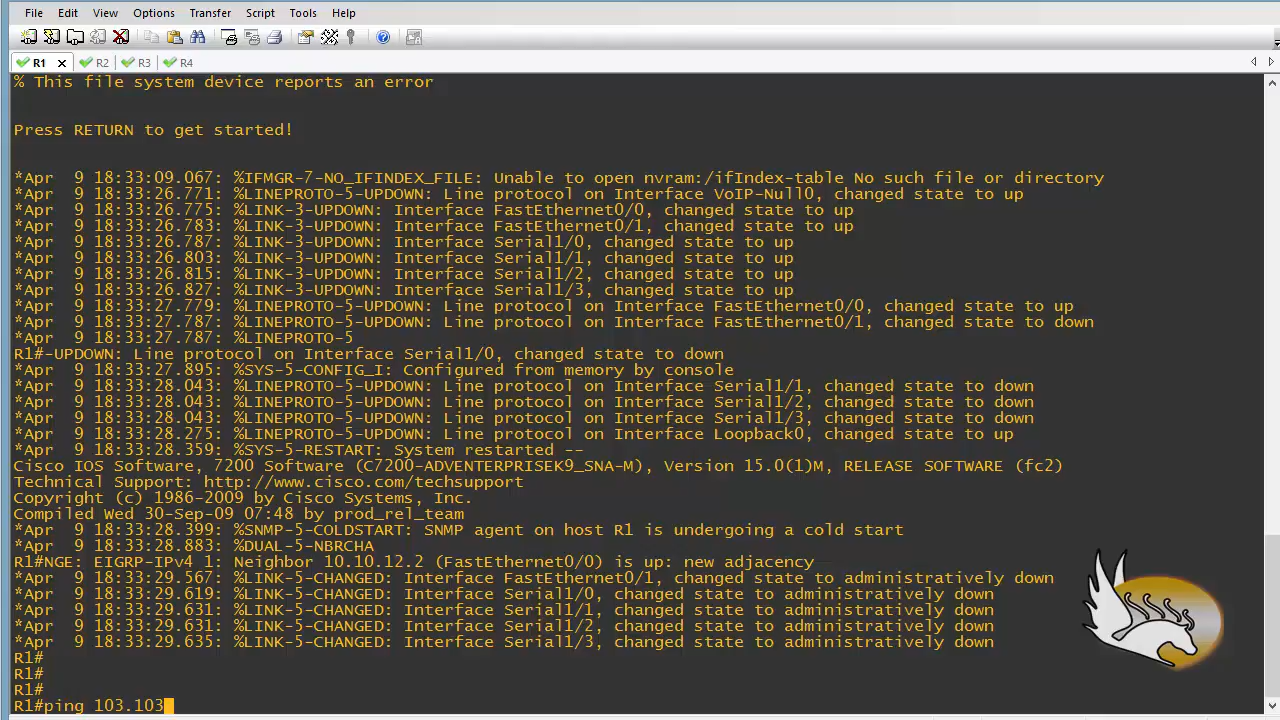 File Edit View Options Transfer Script Tools Help
R1 x R2 R3 R4
% This file system device reports an error
Press RETURN to get started!
*Apr  9 18:33:09.067: %IFMGR-7-NO_IFINDEX_FILE: Unable to open nvram:/ifIndex-table No such file or directory
*Apr  9 18:33:26.771: %LINEPROTO-5-UPDOWN: Line protocol on Interface VoIP-Null0, changed state to up
*Apr  9 18:33:26.775: %LINK-3-UPDOWN: Interface FastEthernet0/0, changed state to up
*Apr  9 18:33:26.783: %LINK-3-UPDOWN: Interface FastEthernet0/1, changed state to up
*Apr  9 18:33:26.787: %LINK-3-UPDOWN: Interface Serial1/0, changed state to up
*Apr  9 18:33:26.803: %LINK-3-UPDOWN: Interface Serial1/1, changed state to up
*Apr  9 18:33:26.815: %LINK-3-UPDOWN: Interface Serial1/2, changed state to up
*Apr  9 18:33:26.827: %LINK-3-UPDOWN: Interface Serial1/3, changed state to up
*Apr  9 18:33:27.779: %LINEPROTO-5-UPDOWN: Line protocol on Interface FastEthernet0/0, changed state to up
*Apr  9 18:33:27.787: %LINEPROTO-5-UPDOWN: Line protocol on Interface FastEthernet0/1, changed state to down
*Apr  9 18:33:27.787: %LINEPROTO-5
R1#-UPDOWN: Line protocol on Interface Serial1/0, changed state to down
*Apr  9 18:33:27.895: %SYS-5-CONFIG_I: Configured from memory by console
*Apr  9 18:33:28.043: %LINEPROTO-5-UPDOWN: Line protocol on Interface Serial1/1, changed state to down
*Apr  9 18:33:28.043: %LINEPROTO-5-UPDOWN: Line protocol on Interface Serial1/2, changed state to down
*Apr  9 18:33:28.043: %LINEPROTO-5-UPDOWN: Line protocol on Interface Serial1/3, changed state to down
*Apr  9 18:33:28.275: %LINEPROTO-5-UPDOWN: Line protocol on Interface Loopback0, changed state to up
*Apr  9 18:33:28.359: %SYS-5-RESTART: System restarted --
Cisco IOS Software, 7200 Software (C7200-ADVENTERPRISEK9_SNA-M), Version 15.0(1)M, RELEASE SOFTWARE (fc2)
Technical Support: http://www.cisco.com/techsupport
Copyright (c) 1986-2009 by Cisco Systems, Inc.
Compiled Wed 30-Sep-09 07:48 by prod_rel_team
*Apr  9 18:33:28.399: %SNMP-5-COLDSTART: SNMP agent on host R1 is undergoing a cold start
*Apr  9 18:33:28.883: %DUAL-5-NBRCHA
R1#NGE: EIGRP-IPv4 1: Neighbor 10.10.12.2 (FastEthernet0/0) is up: new adjacency
*Apr  9 18:33:29.567: %LINK-5-CHANGED: Interface FastEthernet0/1, changed state to administratively down
*Apr  9 18:33:29.619: %LINK-5-CHANGED: Interface Serial1/0, changed state to administratively down
*Apr  9 18:33:29.631: %LINK-5-CHANGED: Interface Serial1/1, changed state to administratively down
*Apr  9 18:33:29.631: %LINK-5-CHANGED: Interface Serial1/2, changed state to administratively down
*Apr  9 18:33:29.635: %LINK-5-CHANGED: Interface Serial1/3, changed state to administratively down
R1#
R1#
R1#
R1#ping 103.103